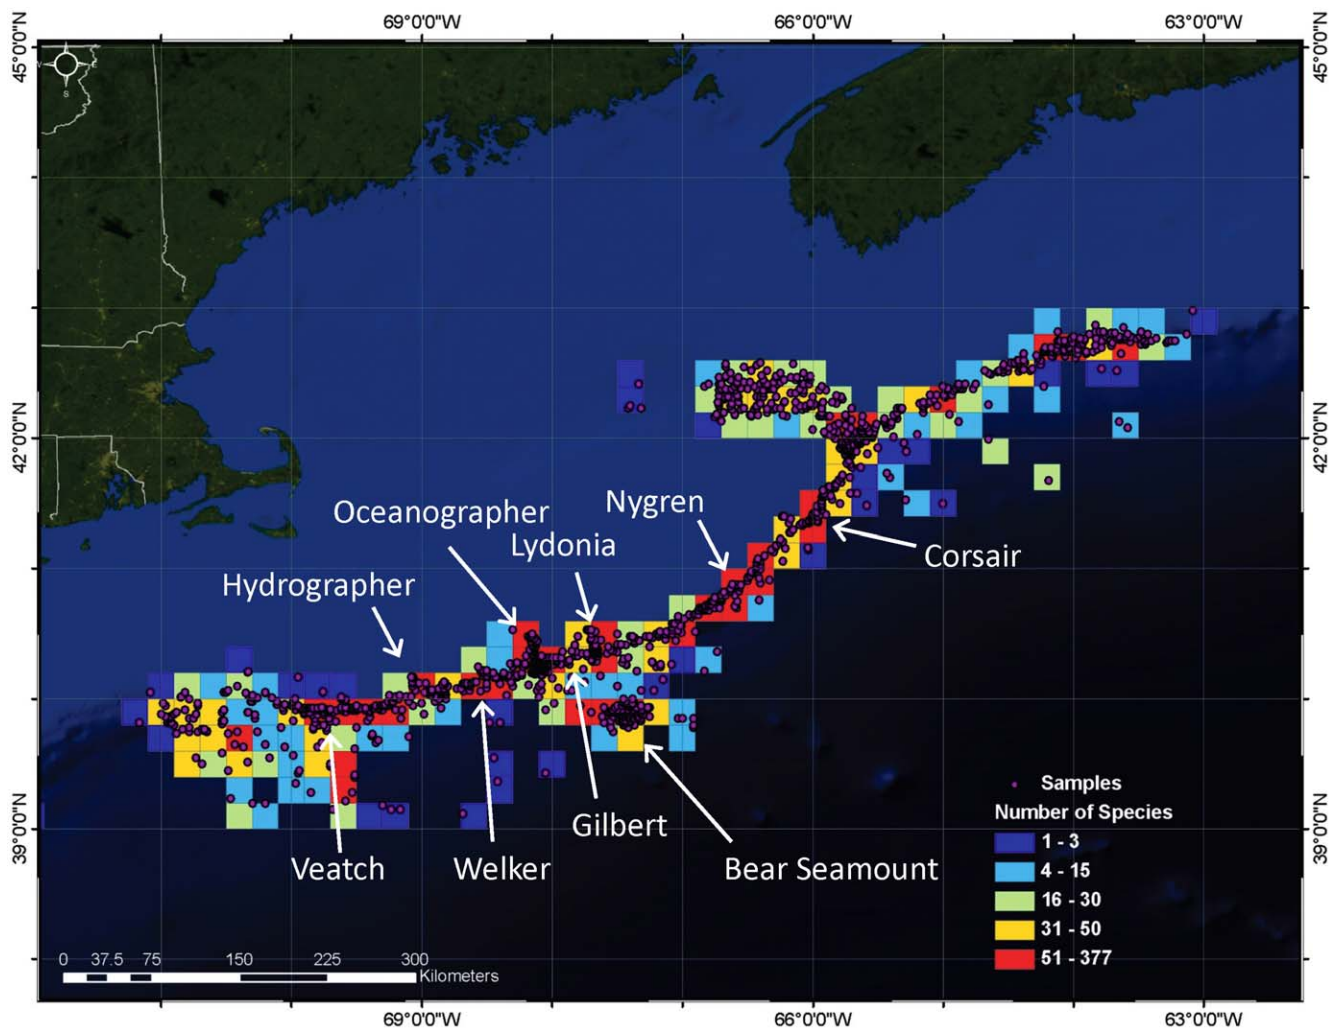 69°0'0"W 66°0'0"W 63°0'0"W
45°0'0"N 45°0'0"N
S
42°0'0"N 42°0'0"N
Oceanographer
Nygren
Lydonia
Corsair
Hydrographer
Samples
Number of Species
39°0'0"N 39°0'0"N
Gilbert
1 - 3
Veatch Welker Bear Seamount
4 - 15
16 - 30
31 - 50
0 37.5 75 150 225 300
51 - 377
Kilometers
69°0'0"W 66°0'0"W 63°0'0"W